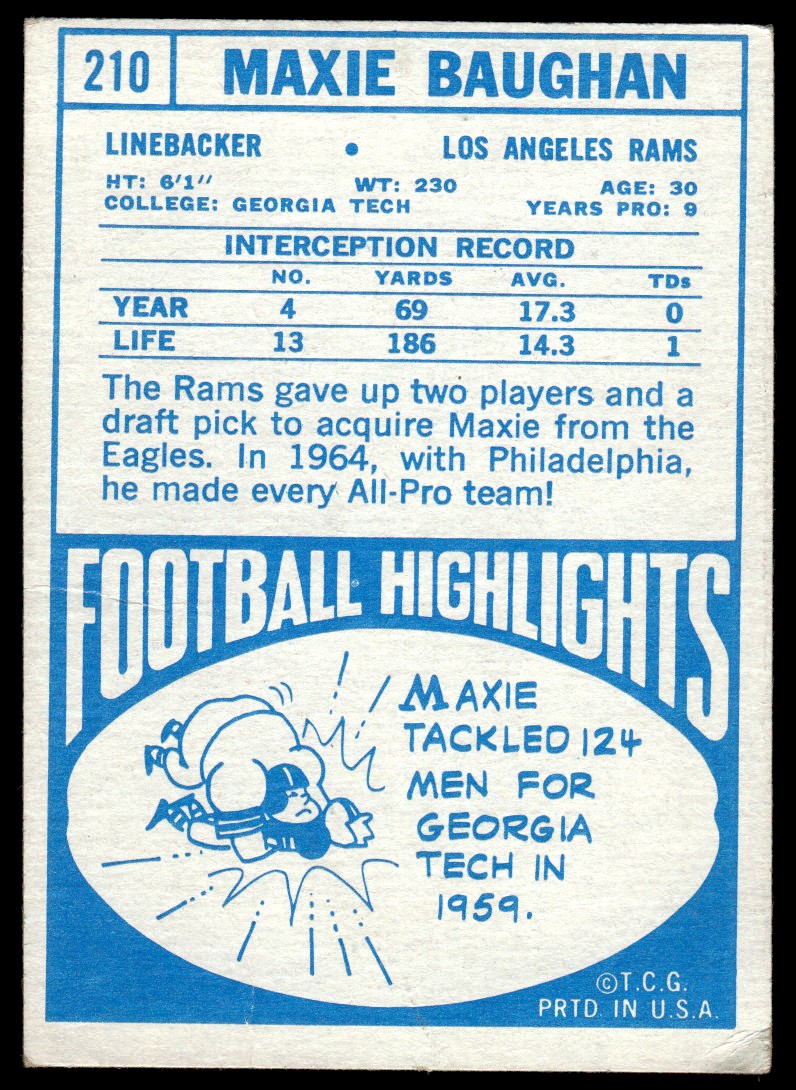 210 MAXIE BAUGHAN
LINEBACKER • LOS ANGELES RAMS
HT: 6'1" WT: 230 AGE: 30
COLLEGE: GEORGIA TECH YEARS PRO: 9
INTERCEPTION RECORD
NO. YARDS AVG. TDs
YEAR 4 69 17.3 0
LIFE 13 186 14.3 1
The Rams gave up two players and a
draft pick to acquire Maxie from the
Eagles. In 1964, with Philadelphia,
he made every All-Pro team!
FOOTBALL HIGHLIGHTS
MAXIE
TACKLED 124
MEN FOR
GEORGIA
TECH IN
1959.
©T.C.G.
PRTD. IN U.S.A.